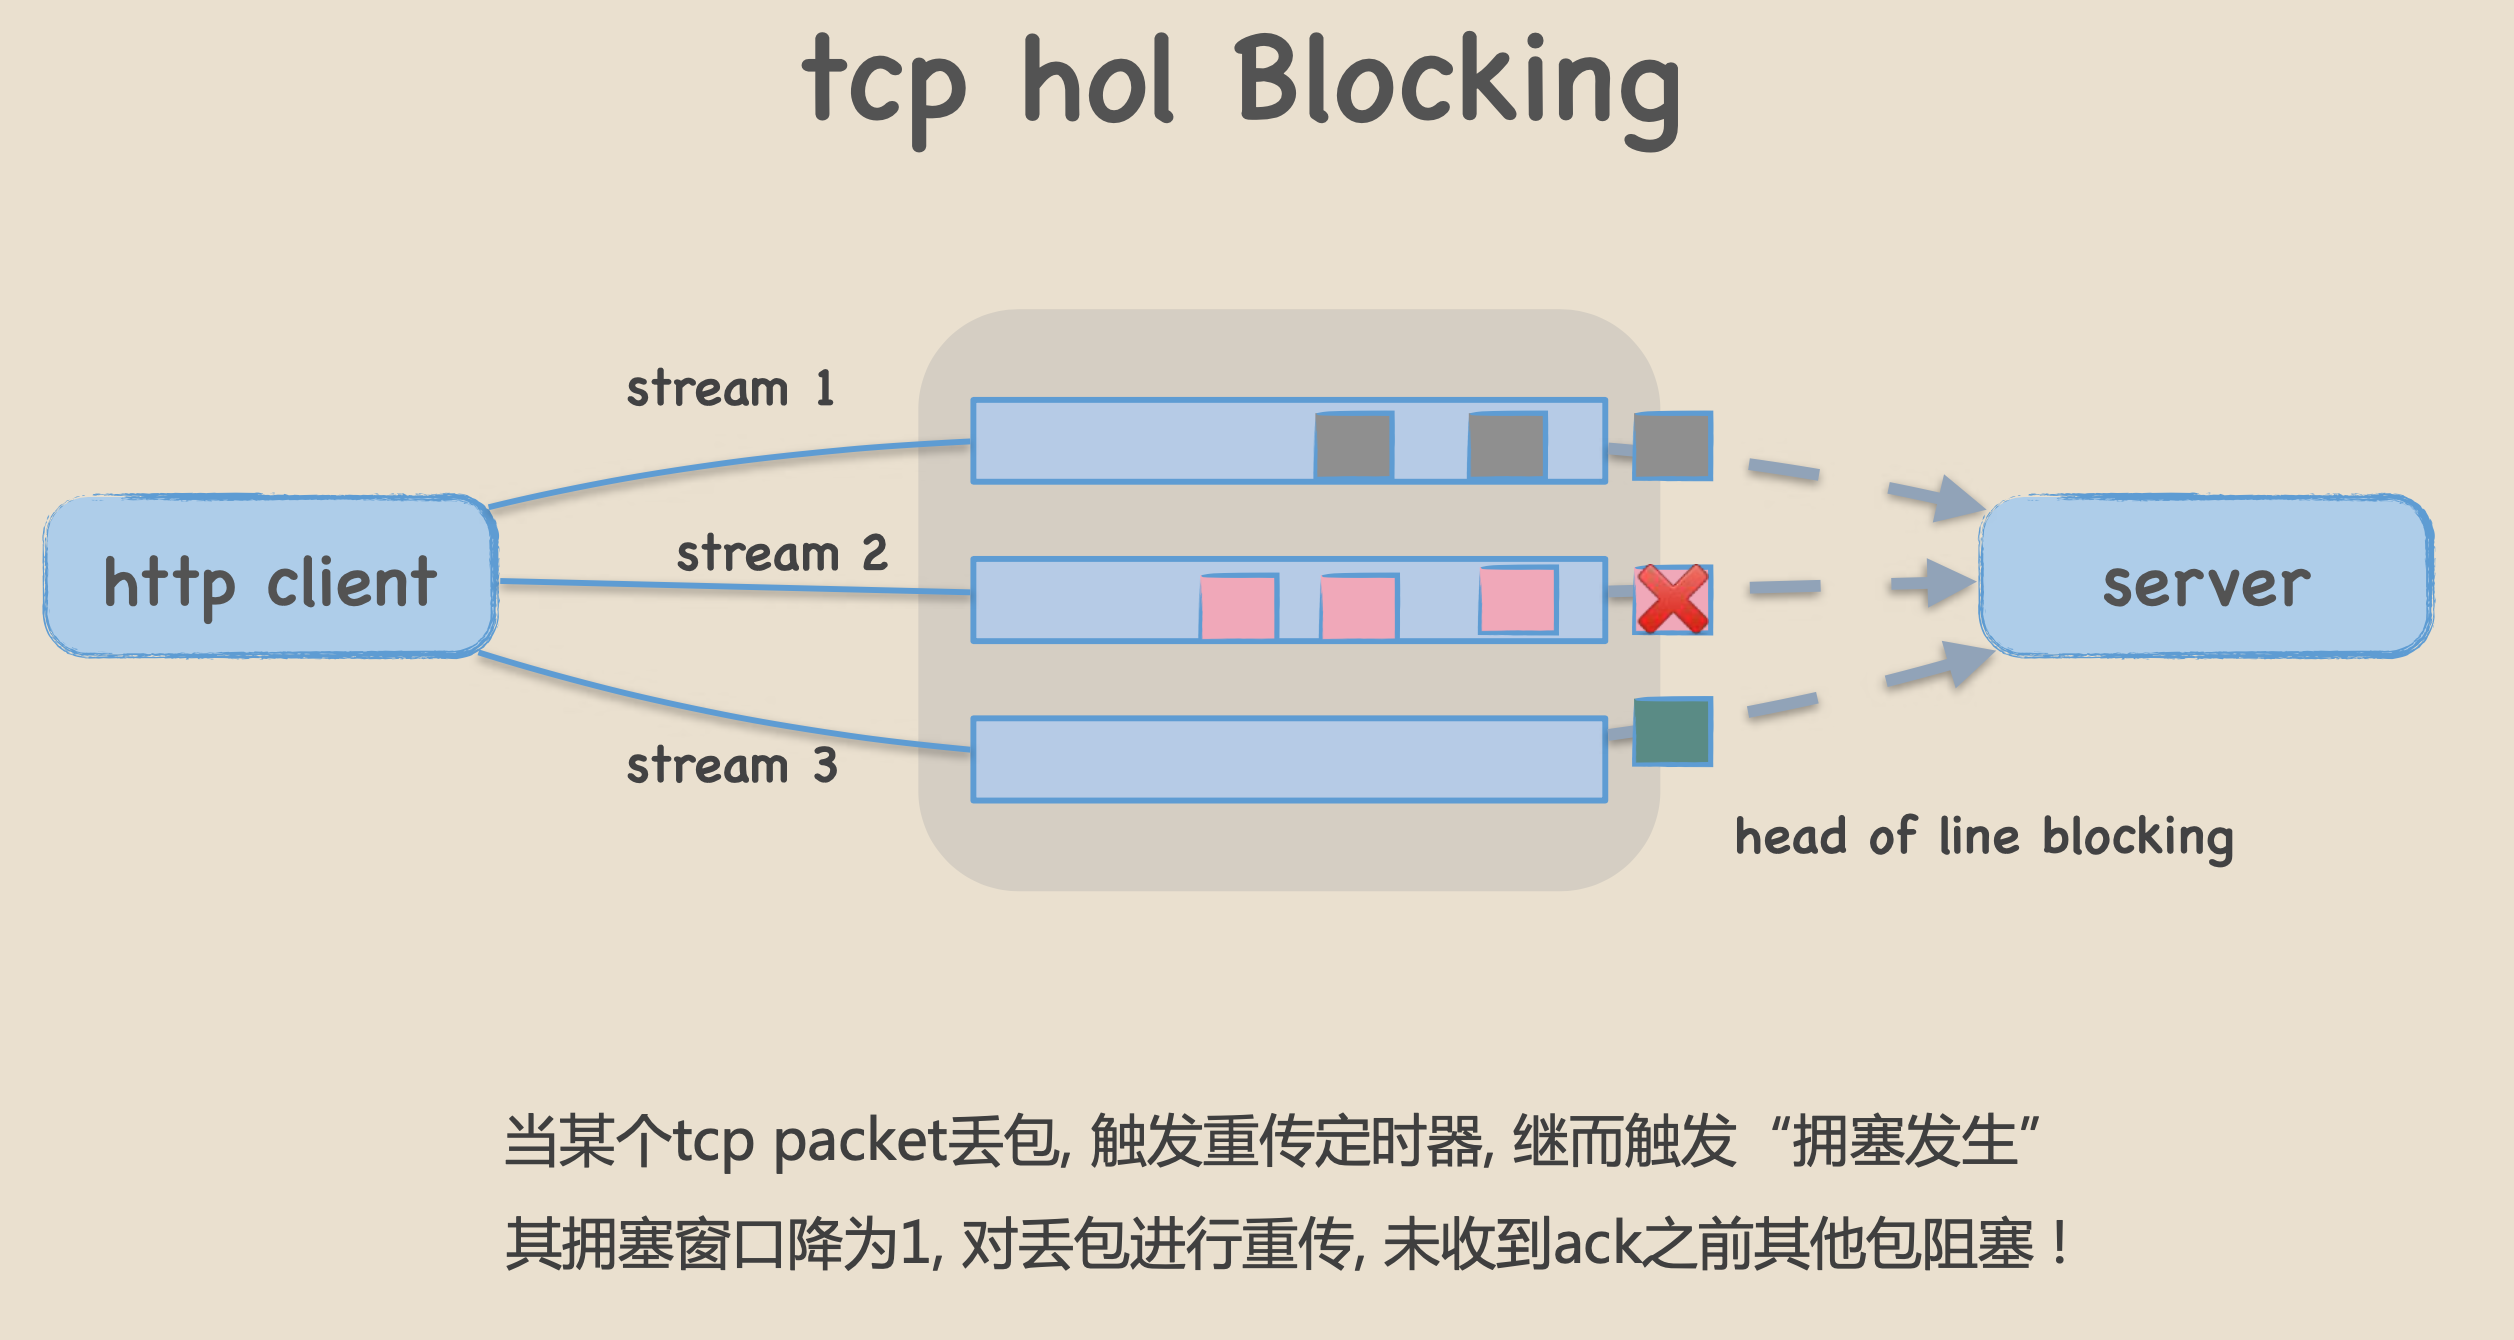 tcp hol Blocking
stream 1
stream 2
http client
server
stream 3
head of line blocking
当某个tcp packet丢包, 触发重传定时器, 继而触发 “拥塞发生“
其拥塞窗口降为1, 对丢包进行重传, 未收到ack之前其他包阻塞！